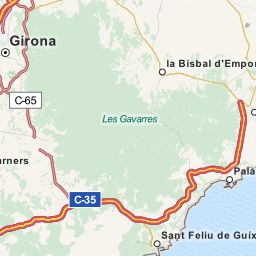 Girona
la Bisbal d'Empor
C-65
Les Gavarres
arners
Pala
C-35
Sant Feliu de Guíx